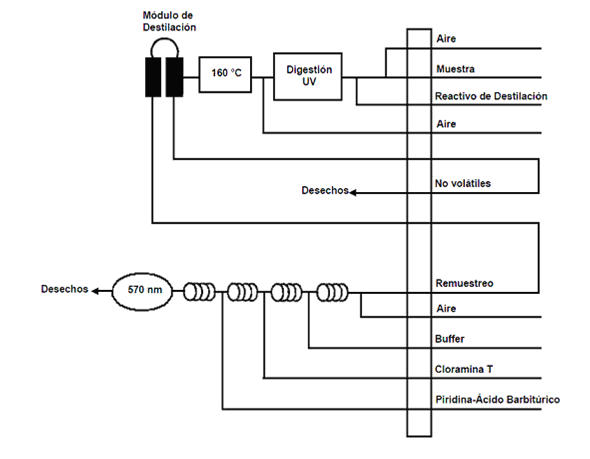 Módulo de
Destilación
Aire
160 °C
Digestión
UV
Muestra
Reactivo de Destilación
Aire
Desechos
No volátiles
Desechos
570 nm
Remuestreo
Aire
Buffer
Cloramina T
Piridina-Ácido Barbitúrico